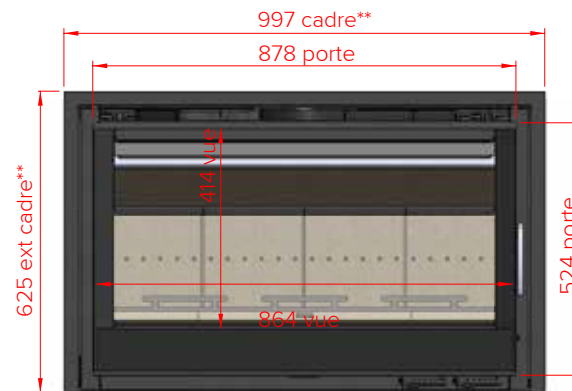 997 cadre**
878 porte
414 vue
625 ext cadre**
524 porte
864 vue